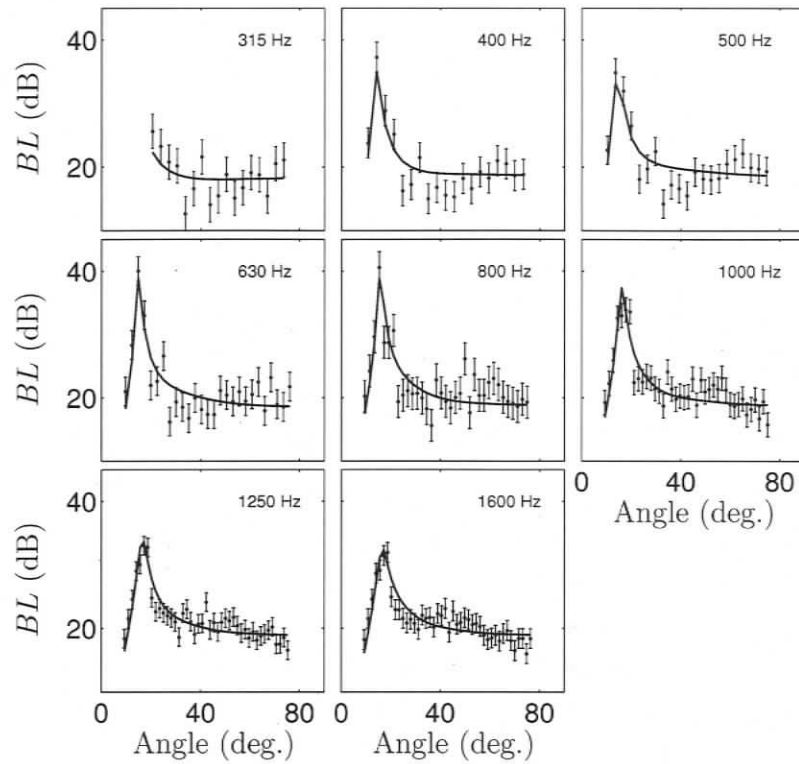 315 Hz
400 Hz
500 Hz
BL (dB)
40
20
630 Hz
800 Hz
1000 Hz
BL (dB)
40
20
0 40 80
Angle (deg.)
1250 Hz
1600 Hz
BL (dB)
40
20
0 40 80
0 40 80
Angle (deg.)
Angle (deg.)